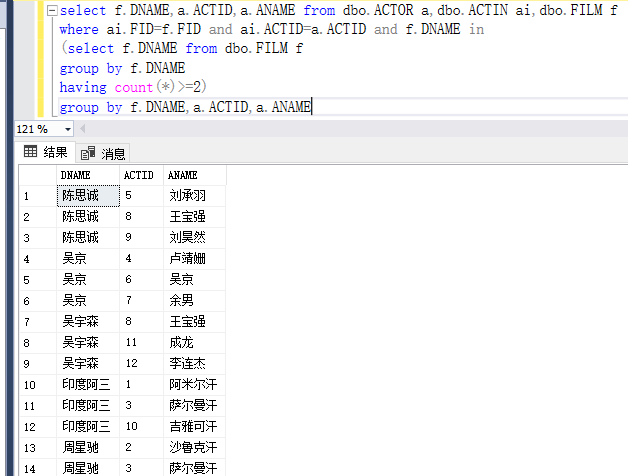 select f.DNAME,a.ACTID,a.ANAME from dbo.ACTOR a,dbo.ACTIN ai,dbo.FILM f
where ai.FID=f.FID and ai.ACTID=a.ACTID and f.DNAME in
(select f.DNAME from dbo.FILM f
group by f.DNAME
having count(*)>=2)
group by f.DNAME,a.ACTID,a.ANAME
121 %
结果 消息
DNAME ACTID ANAME
1 陈思诚 5 刘承羽
2 陈思诚 8 王宝强
3 陈思诚 9 刘昊然
4 吴京 4 卢靖姗
5 吴京 6 吴京
6 吴京 7 余男
7 吴宇森 8 王宝强
8 吴宇森 11 成龙
9 吴宇森 12 李连杰
10 印度阿三 1 阿米尔汗
11 印度阿三 3 萨尔曼汗
12 印度阿三 10 吉雅可汗
13 周星驰 2 沙鲁克汗
14 周星驰 3 萨尔曼汗